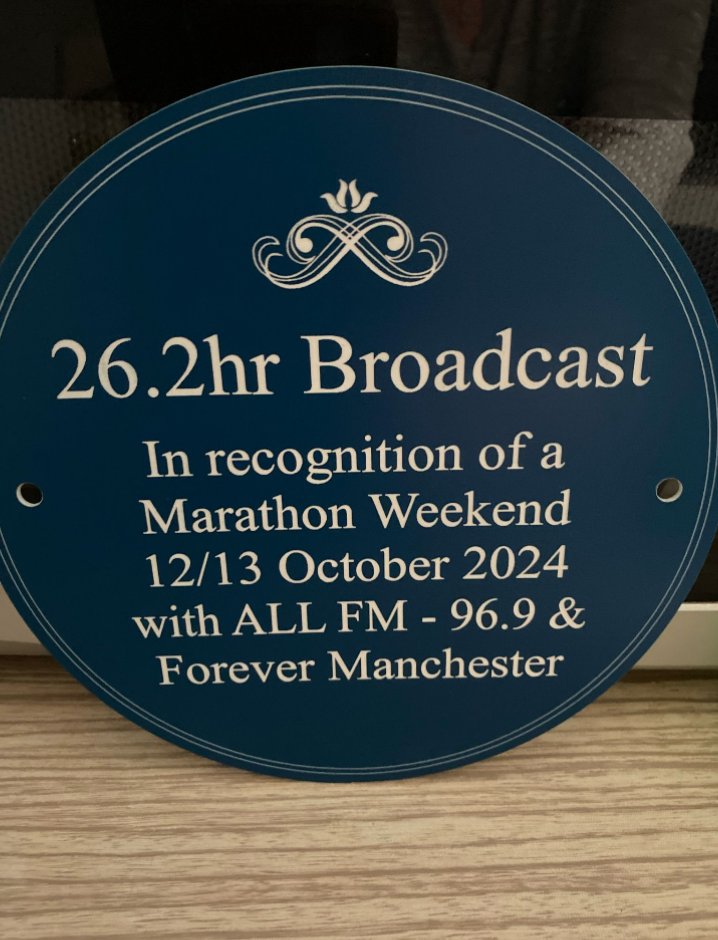 26.2hr Broadcast
In recognition of a
Marathon Weekend
12/13 October 2024
with ALL FM - 96.9 &
Forever Manchester